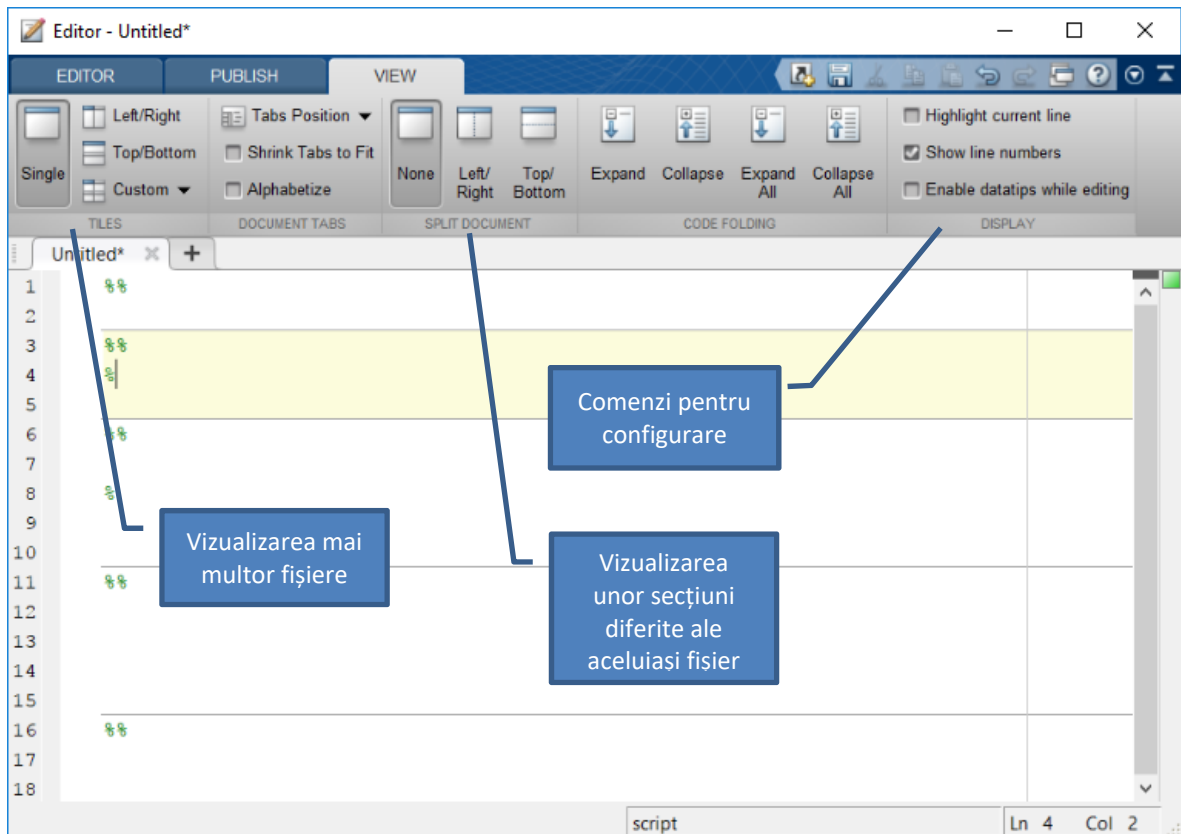 Editor - Untitled*
EDITOR PUBLISH VIEW
Single
Left/Right
Top/Bottom
Custom
TILES
Tabs Position
Shrink Tabs to Fit
Alphabetize
DOCUMENT TABS
None
Left/
Right
Top/
Bottom
SPLIT DOCUMENT
Expand
Collapse
Expand
All
Collapse
All
CODE FOLDING
Highlight current line
Show line numbers
Enable datatips while editing
DISPLAY
Untitled*
1 %%
2
3 %%
4 %
5
6 %%
7
8 %
9
10
11 %%
12
13
14
15
16 %%
17
18
Comenzi pentru
configurare
Vizualizarea mai
multor fișiere
Vizualizarea
unor secțiuni
diferite ale
aceluiasi fisier
script
Ln 4 Col 2